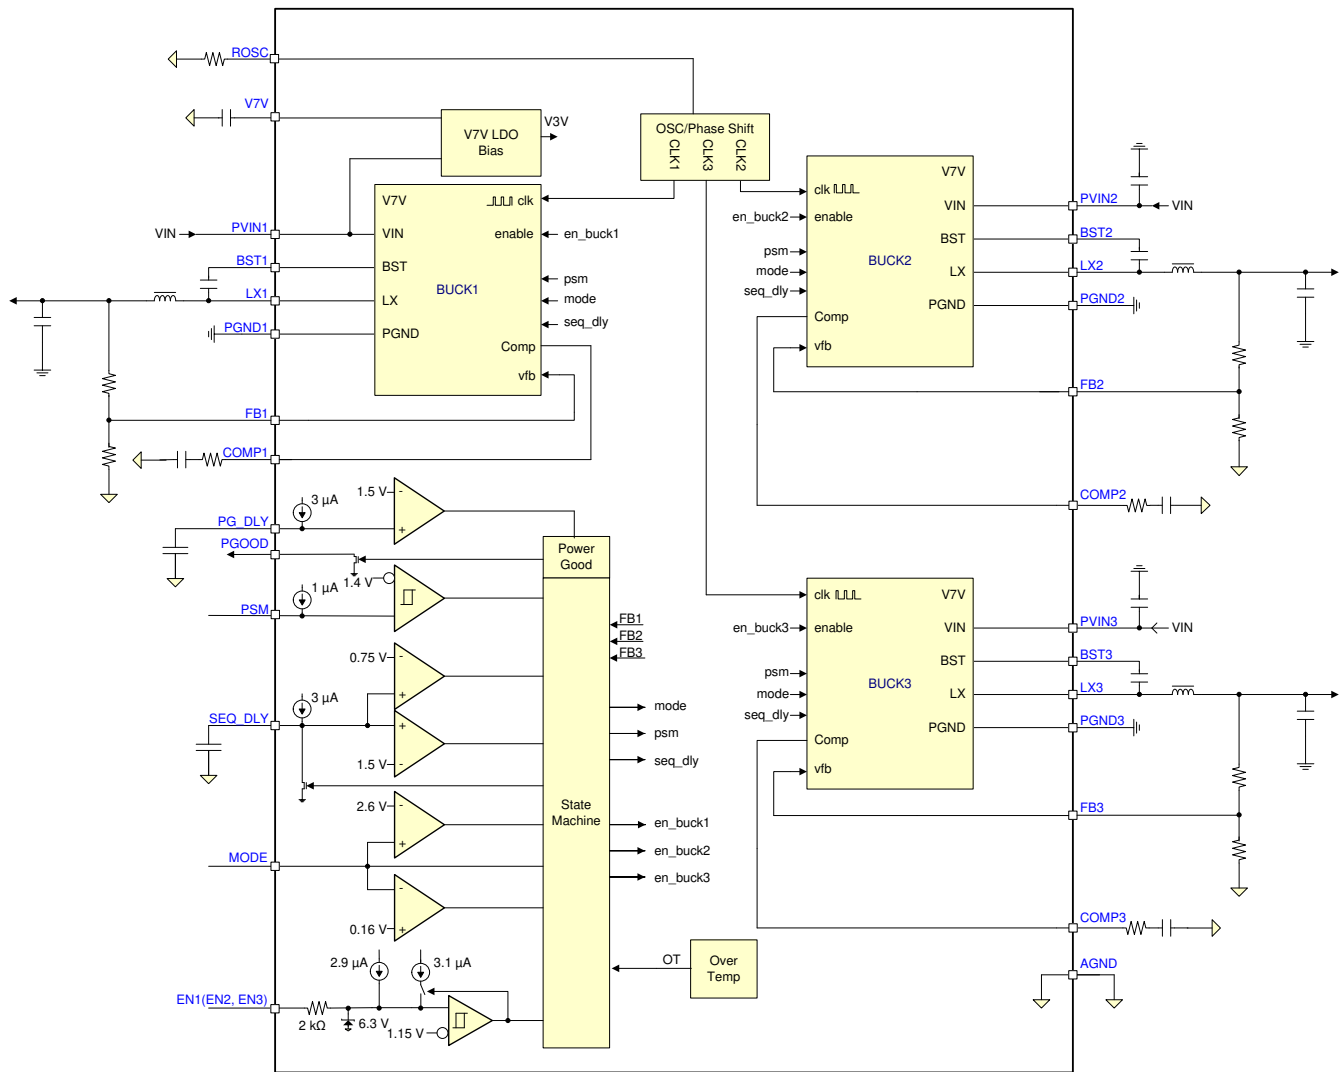 ROSC
V7V
V7V LDO
Bias
V3V
OSC/Phase Shift
CLK1
CLK3
CLK2
V7V
clk
VIN
PVIN1
VIN
enable
en_buck1
BST1
BST
psm
BUCK1
LX1
LX
mode
PGND1
PGND
seq_dly
Comp
vfb
FB1
COMP1
V7V
clk
VIN
PVIN2
VIN
en_buck2
enable
BST
BST2
psm
BUCK2
mode
LX
LX2
seq_dly
PGND
PGND2
Comp
vfb
FB2
COMP2
1.5 V
-
3 µA
+
PG_DLY
PGOOD
Power
Good
1.4 V
1 µA
PSM
FB1
FB2
FB3
0.75 V
-
3 µA
+
SEQ_DLY
+
1.5 V
-
mode
psm
seq_dly
2.6 V
-
State
Machine
+
MODE
en_buck1
en_buck2
en_buck3
-
0.16 V
+
2.9 µA
3.1 µA
OT
Over
Temp
EN1(EN2, EN3)
2 kΩ
6.3 V
1.15 V
clk
V7V
en_buck3
enable
VIN
PVIN3
VIN
BST
BST3
psm
BUCK3
mode
LX
LX3
seq_dly
PGND
PGND3
Comp
vfb
FB3
COMP3
AGND